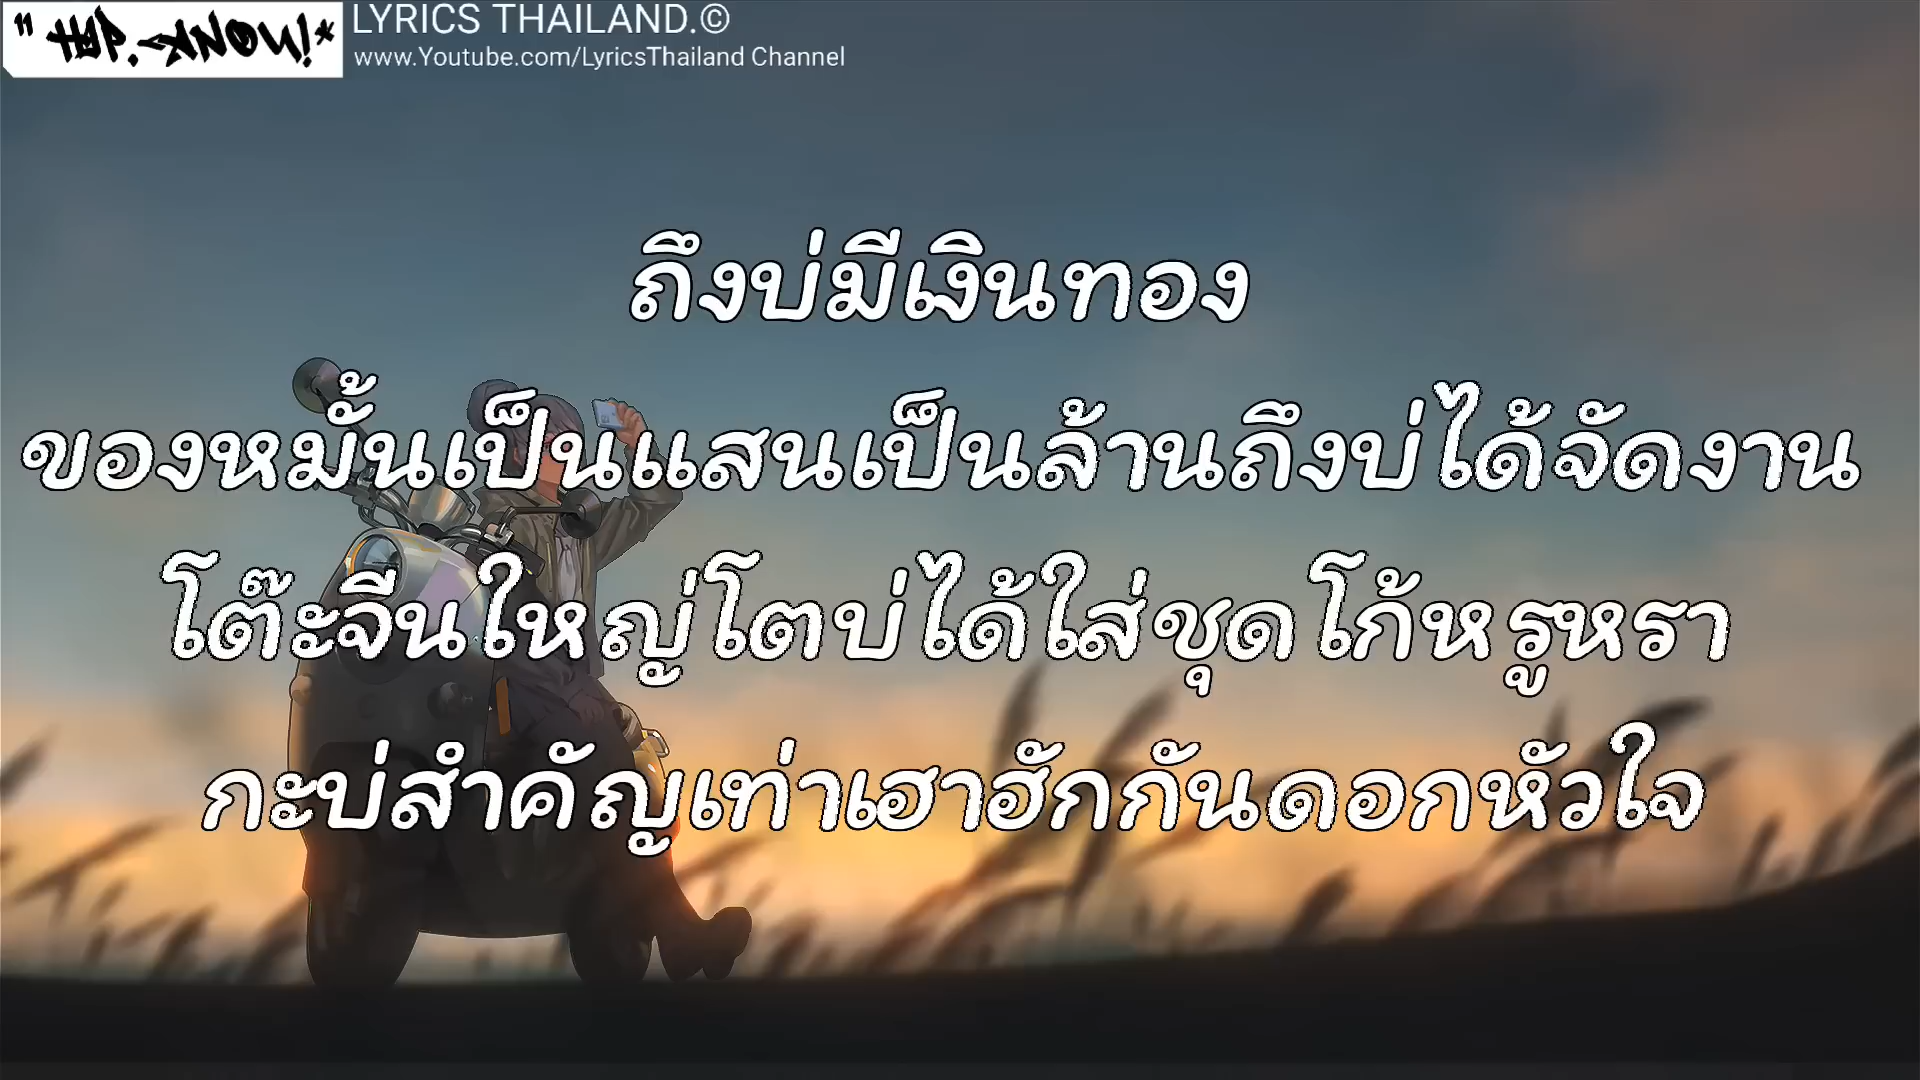 " HYP. -KNOW!*
LYRICS THAILAND.©
www.Youtube.com/LyricsThailand Channel
ถึงบ่มีเงินทอง
ของหมั้นเป็นแสนเป็นล้านถึงบ่ได้จัดงาน
โต๊ะจีนใหญ่โตบ่ได้ใส่ชุดโก้หรูหรา
กะบ่สำคัญเท่าเฮาฮักกันดอกหัวใจ